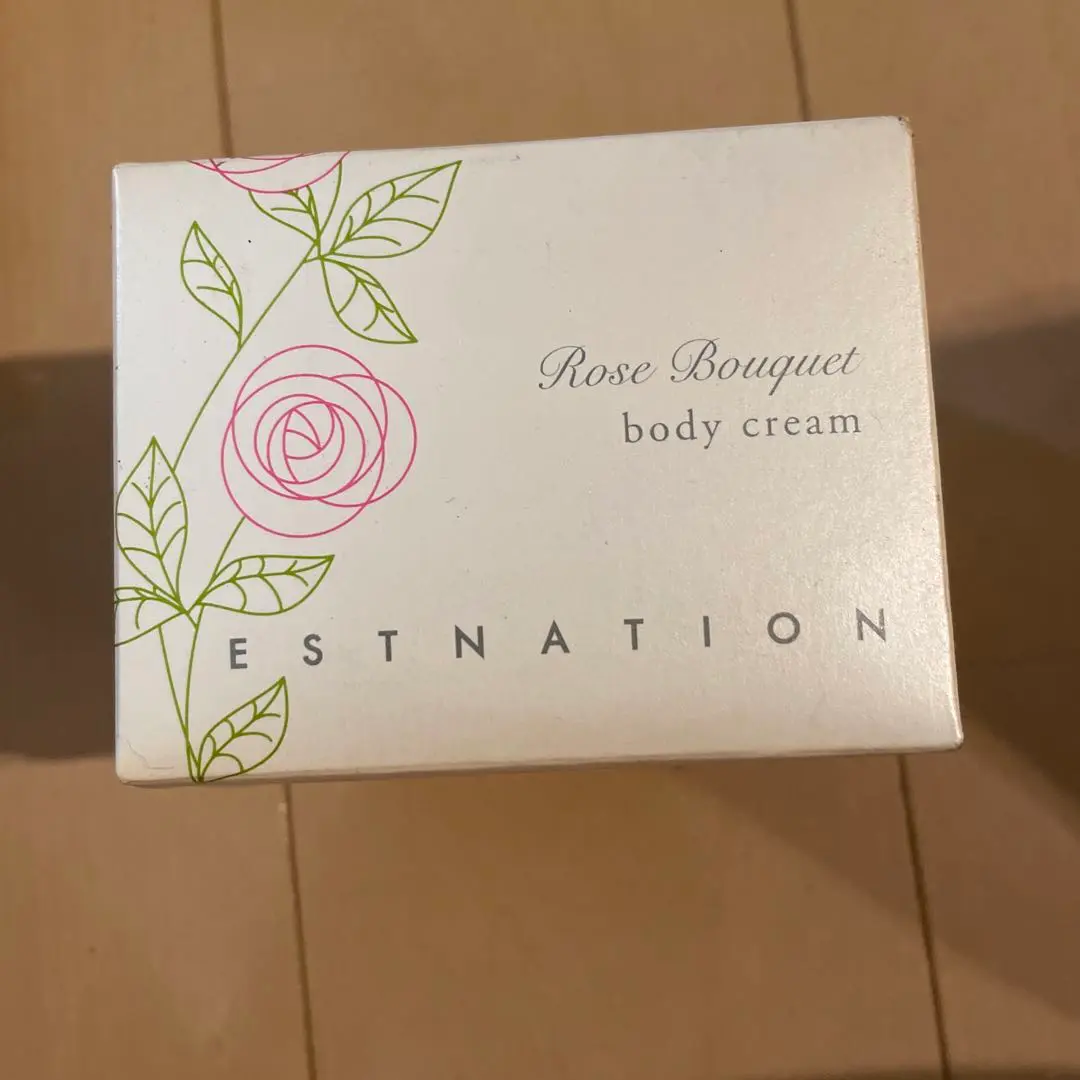 Rose Bouquet
body cream
ESTNATION